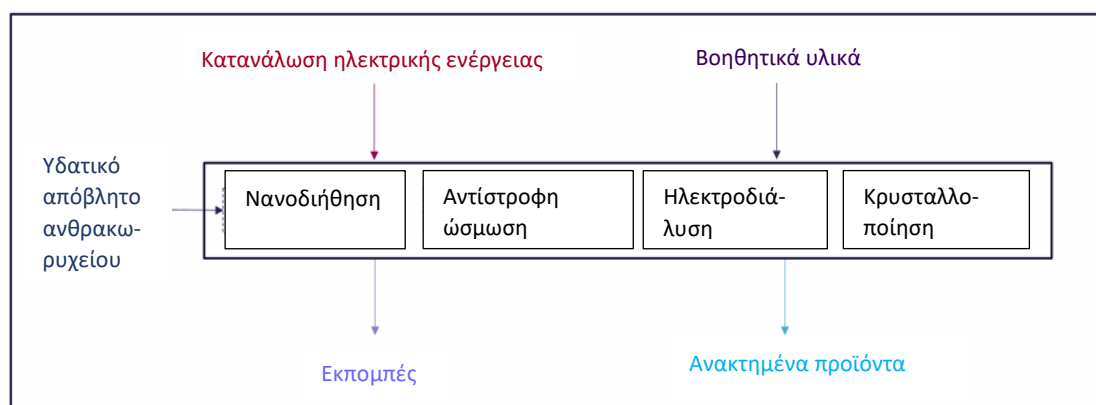 Κατανάλωση ηλεκτρικής ενέργειας
Βοηθητικά υλικά
Υδατικό
απόβλητο
ανθρακω-
ρυχείου
Νανοδιήθηση
Αντίστροφη
ώσμωση
Ηλεκτροδιά-
λυση
Κρυσταλλο-
ποίηση
Εκπομπές
Ανακτημένα προϊόντα